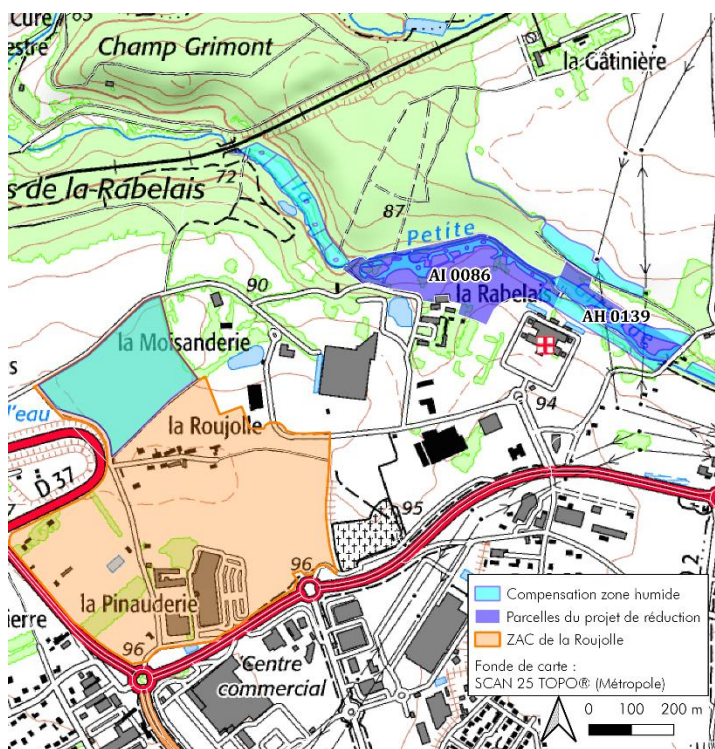 Cure
65
estre
Champ Grimont
la Gâtinière
72
s de la Rabelais
87
Petite
AI 0086
90
la Rabelais
AH 0139
la Moisanderie
s
l'eau
94
la Roujolle
D 37
95
96
la Pinauderie
erre
96
Centre
commercial
Compensation zone humide
Parcelles du projet de réduction
ZAC de la Roujolle
Fonde de carte :
SCAN 25 TOPO® (Métropole)
0 100 200 m